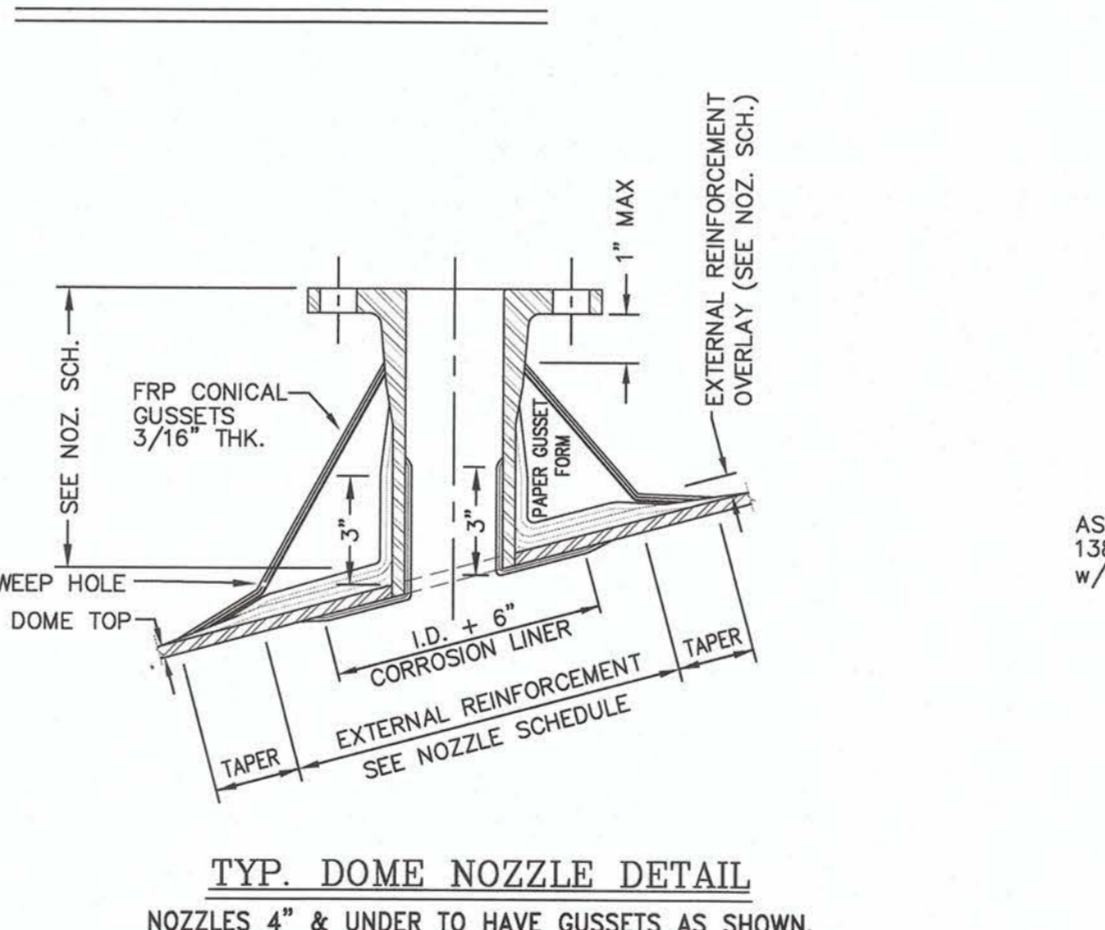 1" MAX
EXTERNAL REINFORCEMENT
OVERLAY (SEE NOZ. SCH.)
SEE NOZ. SCH.
FRP CONICAL
GUSSETS
3/16" THK.
PAPER GUSSET
FORM
3"
3"
WEEP HOLE
DOME TOP
I.D. + 6"
CORROSION LINER
TAPER
EXTERNAL REINFORCEMENT
SEE NOZZLE SCHEDULE
TAPER
AS
138
w/
TYP. DOME NOZZLE DETAIL
NOZZLES 4" & UNDER TO HAVE GUSSETS AS SHOWN.